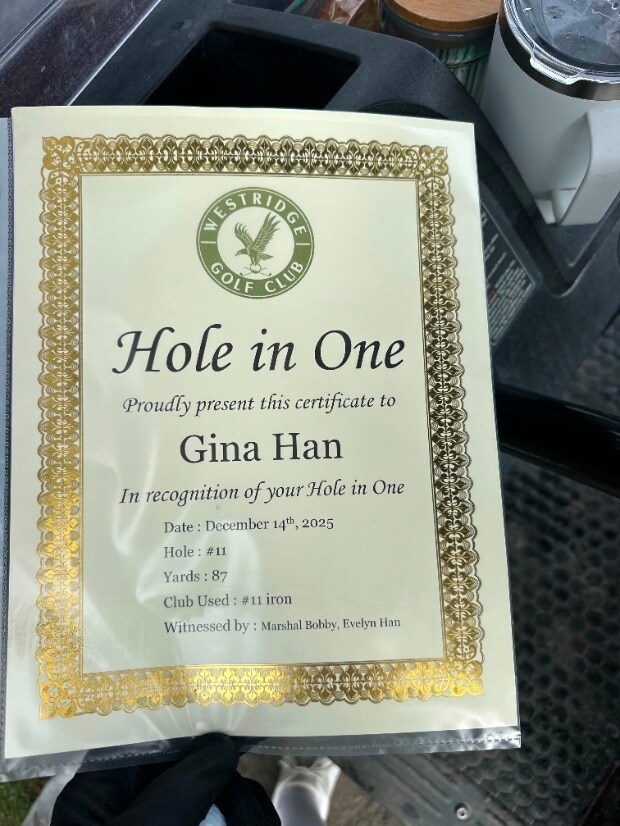 WESTRIDGE
GOLF CLUB
Hole in One
Proudly present this certificate to
Gina Han
In recognition of your Hole in One
Date : December 14th, 2025
Hole : #11
Yards : 87
Club Used : #11 iron
Witnessed by : Marshal Bobby, Evelyn Han